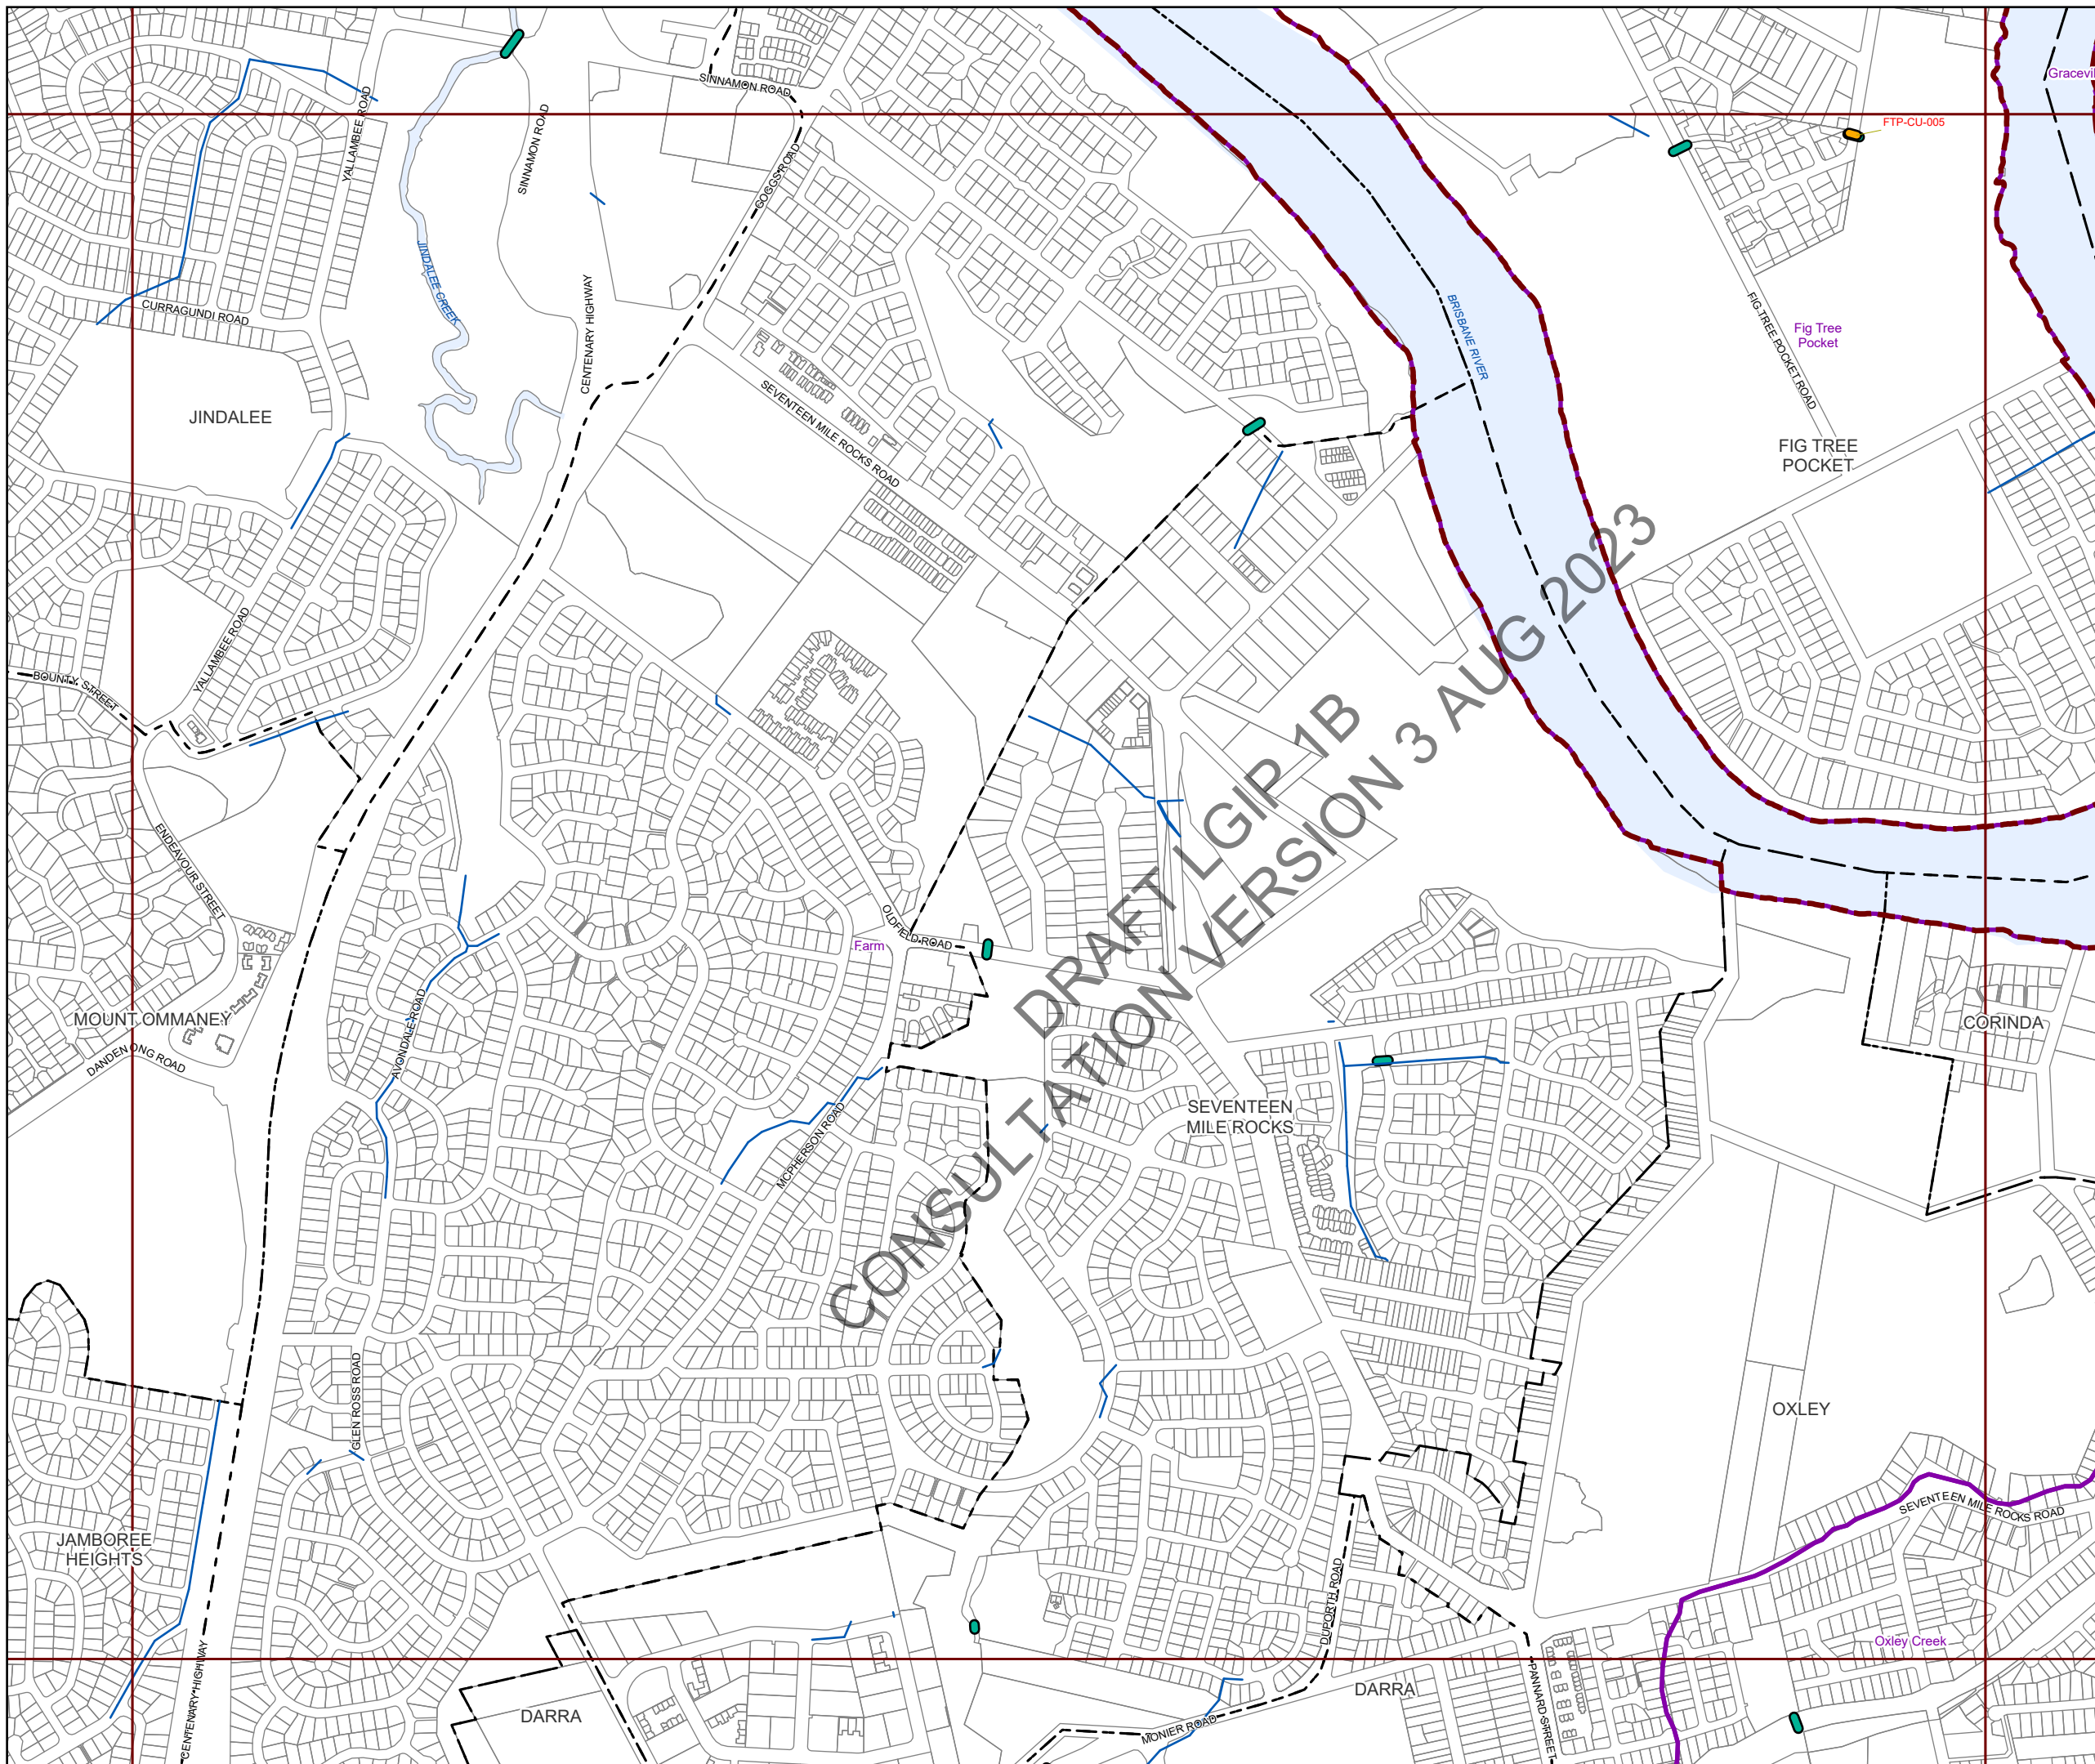 SINNAMON ROAD
Gracevil
FTP-CU-005
YALLAMBEE ROAD
SINNAMON ROAD
GOGGS ROAD
JINDALEE CREEK
CURRAGUNDI ROAD
CENTENARY HIGHWAY
BRISBANE RIVER
FIG TREE POCKET ROAD
Fig Tree
Pocket
JINDALEE
SEVENTEEN MILE ROCKS ROAD
FIG TREE
POCKET
YALLAMBEE ROAD
BOUNTY STREET
DRAFT LGIP 1B
CONSULTATION VERSION 3 AUG 2023
ENDEAVOUR STREET
OLDFIELD ROAD
Farm
MOUNT OMMANEY
AVONDALE ROAD
CORINDA
DANDENONG ROAD
SEVENTEEN
MILE ROCKS
MCPHERSON ROAD
GLEN ROSS ROAD
OXLEY
SEVENTEEN MILE ROCKS ROAD
JAMBOREE
HEIGHTS
DUPORTH ROAD
Oxley Creek
CENTENARY HIGHWAY
DARRA
DARRA
MONIER ROAD
PANNARD STREET